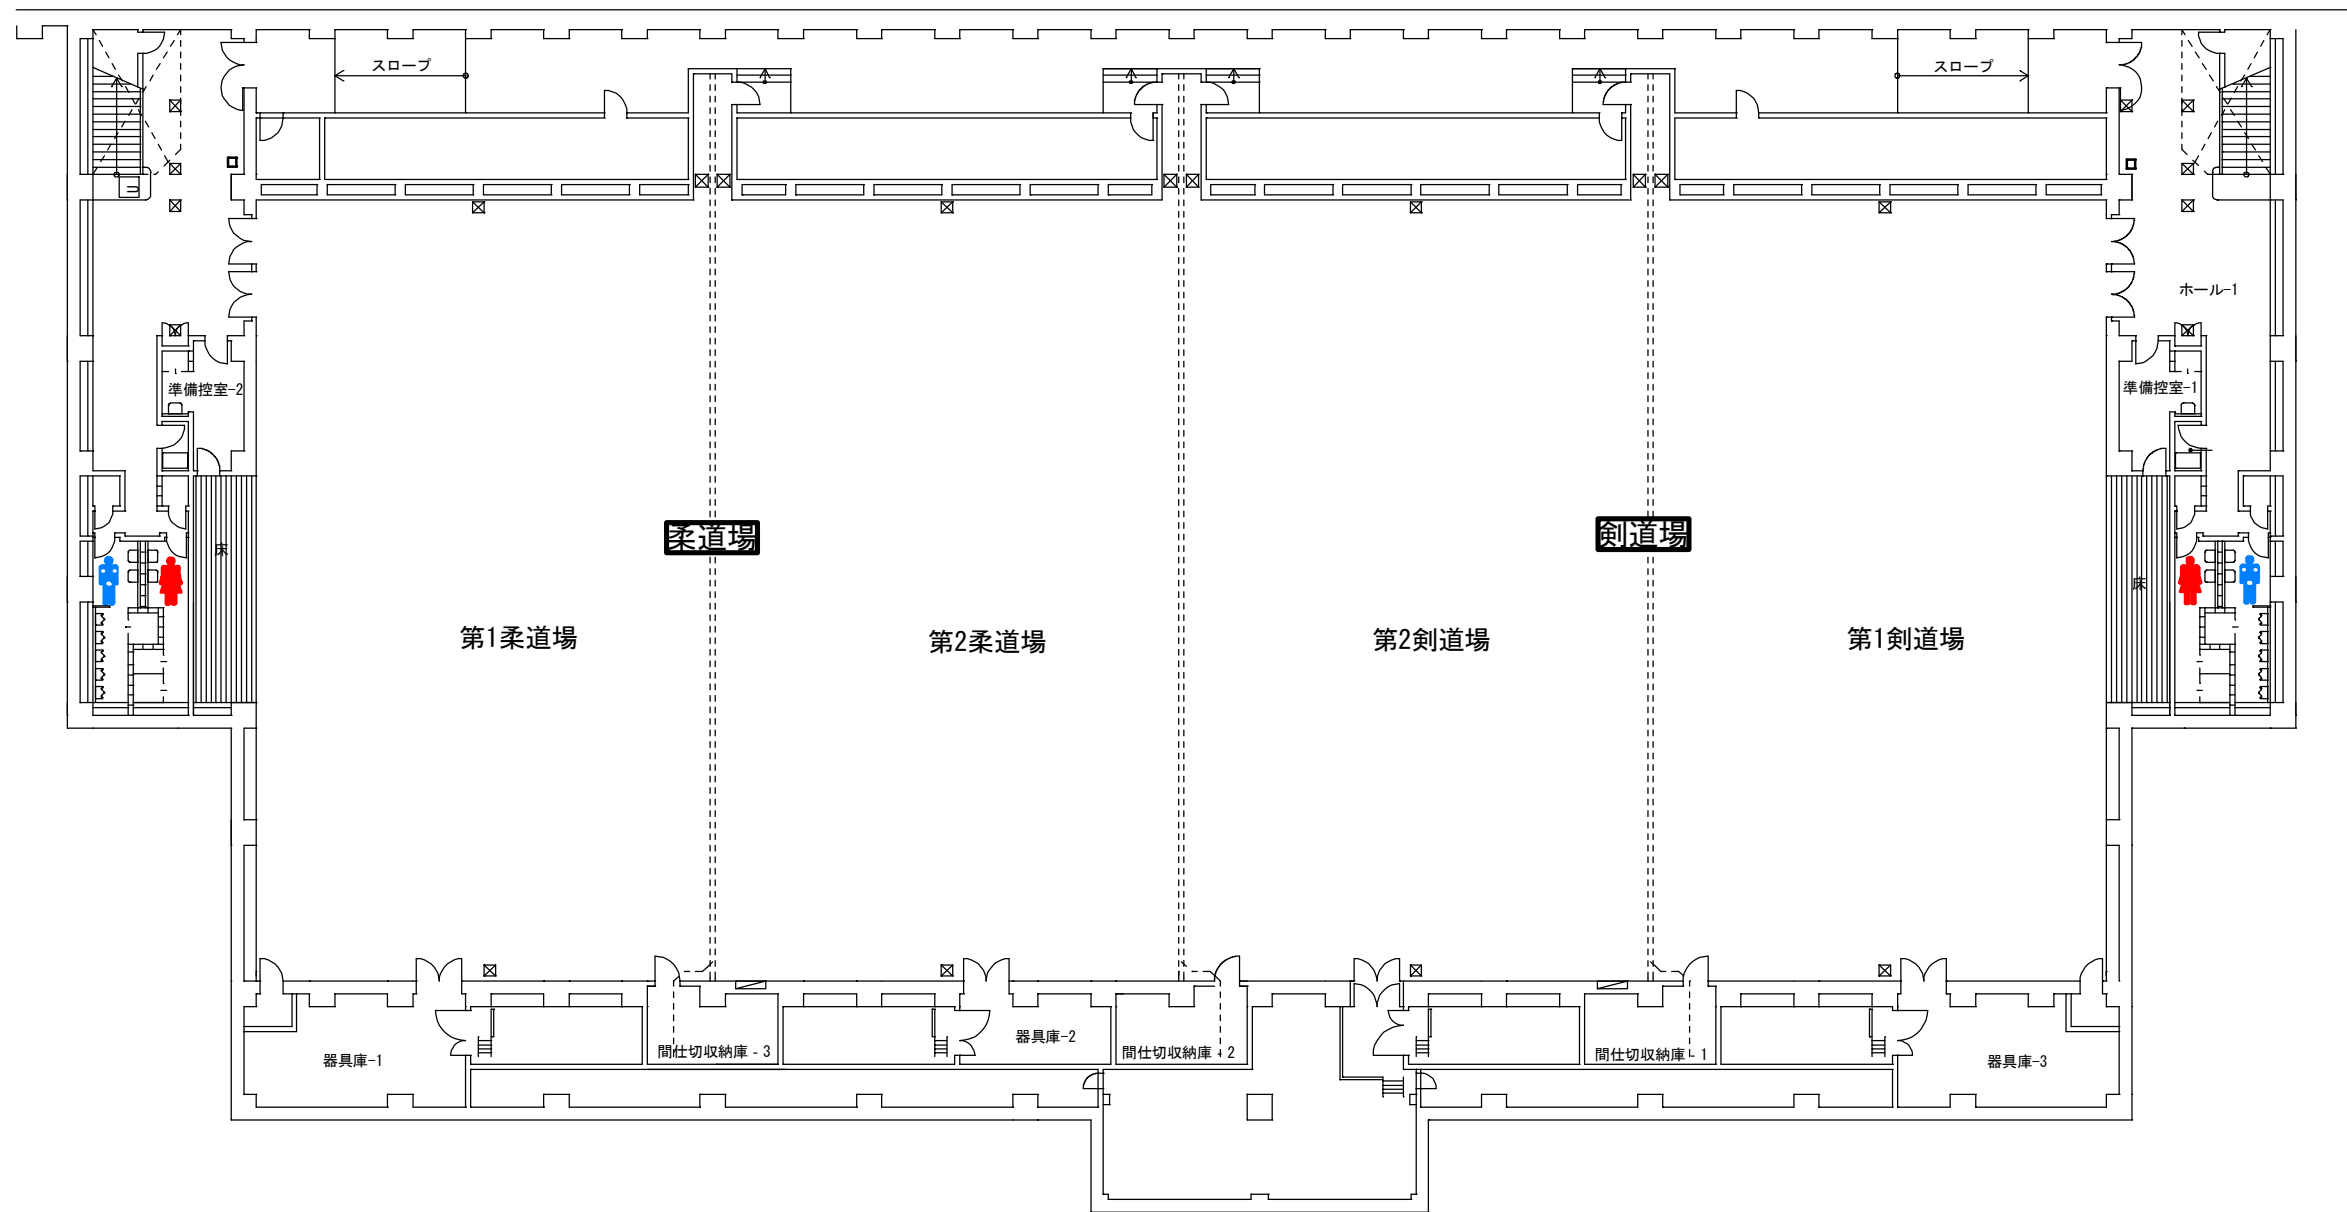 スロープ
スロープ
ホール-1
準備控室-2
準備控室-1
柔道場
剣道場
床
床
第1柔道場
第2柔道場
第2剣道場
第1剣道場
器具庫-1
間仕切収納庫 - 3
器具庫-2
間仕切収納庫 - 2
間仕切収納庫 - 1
器具庫-3